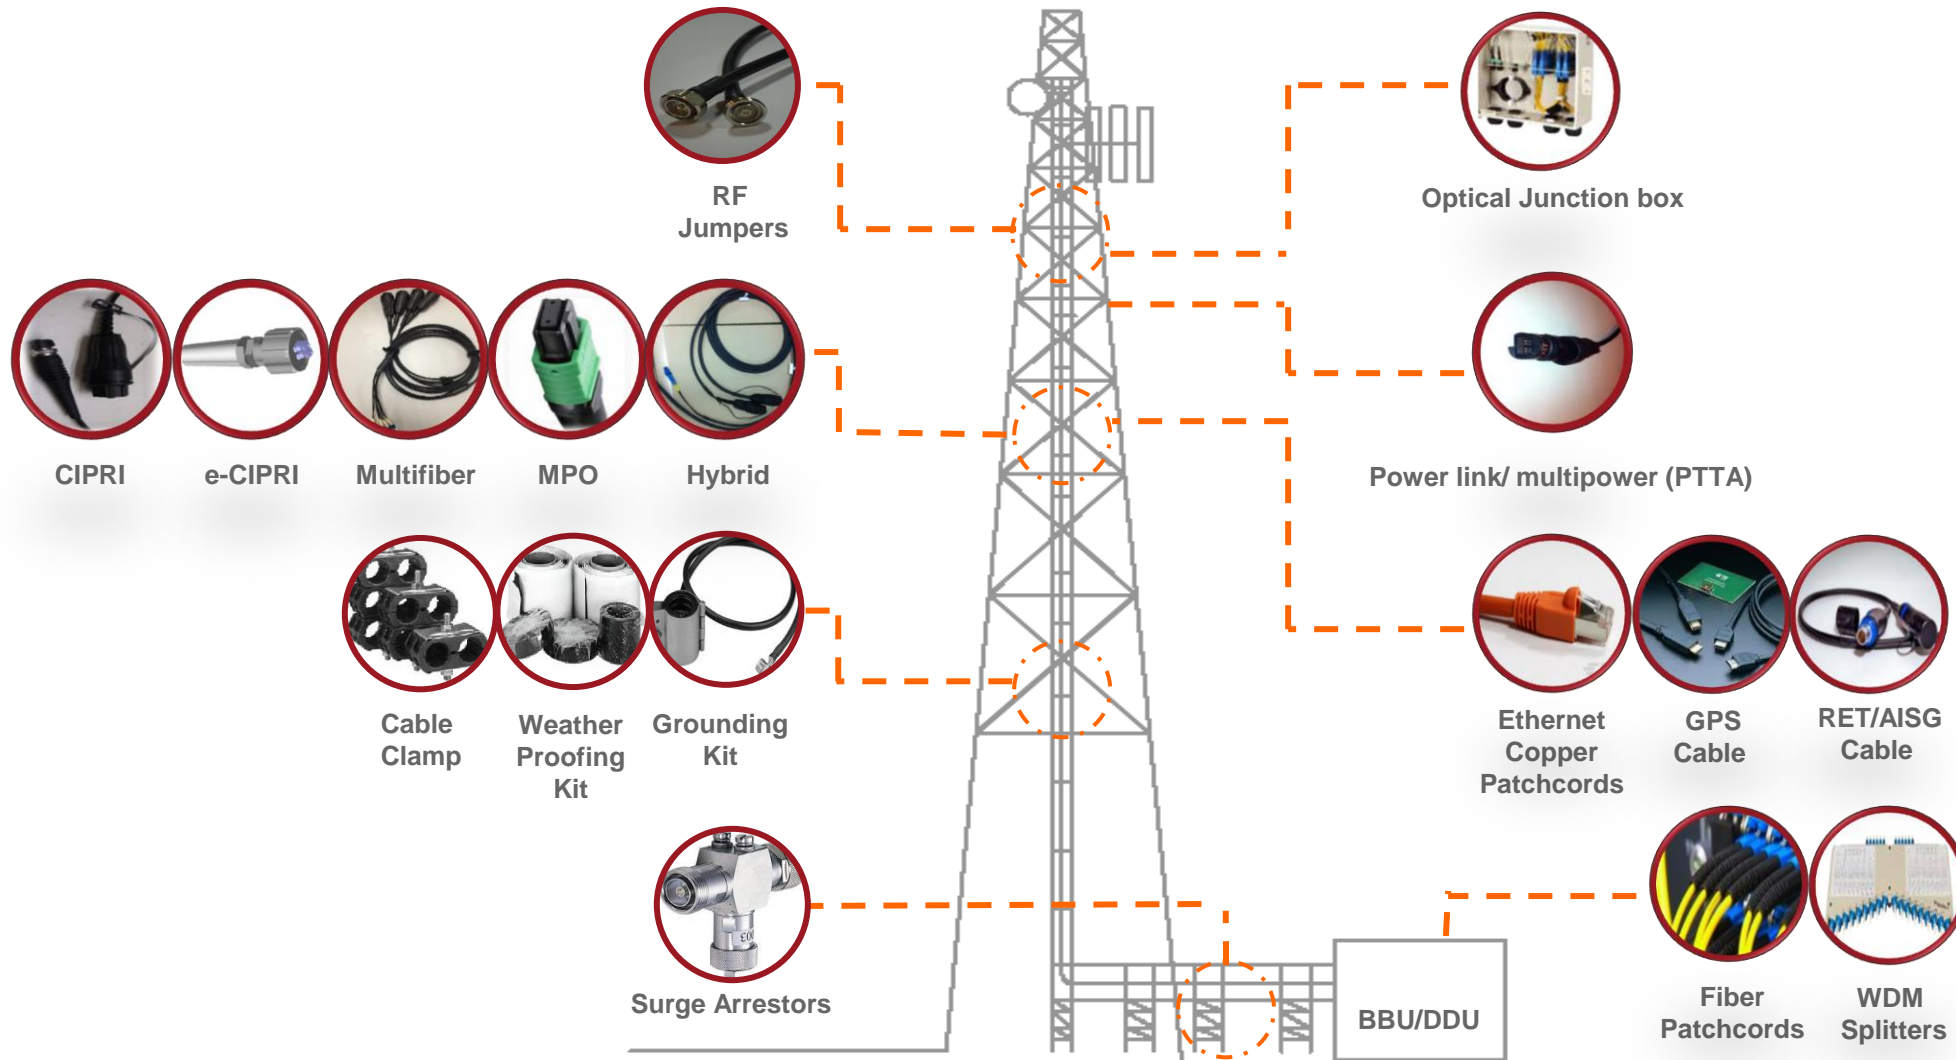 RF
Jumpers
Optical Junction box
CIPRI
e-CIPRI
Multifiber
MPO
Hybrid
Power link/ multipower (PTTA)
Cable
Clamp
Weather
Proofing
Kit
Grounding
Kit
Ethernet
Copper
Patchcords
GPS
Cable
RET/AISG
Cable
003
Surge Arrestors
BBU/DDU
Fiber
Patchcords
WDM
Splitters